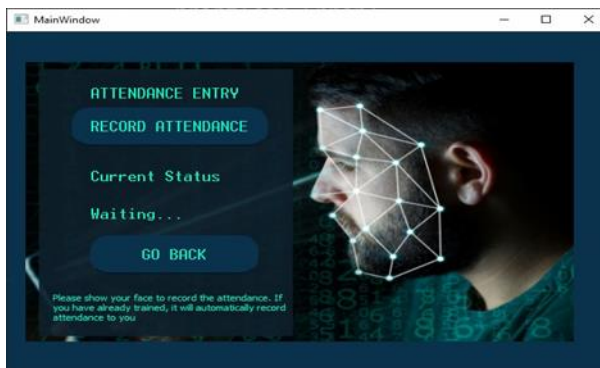 MainWindow
ATTENDANCE ENTRY
RECORD ATTENDANCE
Current Status
Waiting...
GO BACK
Please show your face to record the attendance. If
you have already trained, it will automatically record
attendance to you